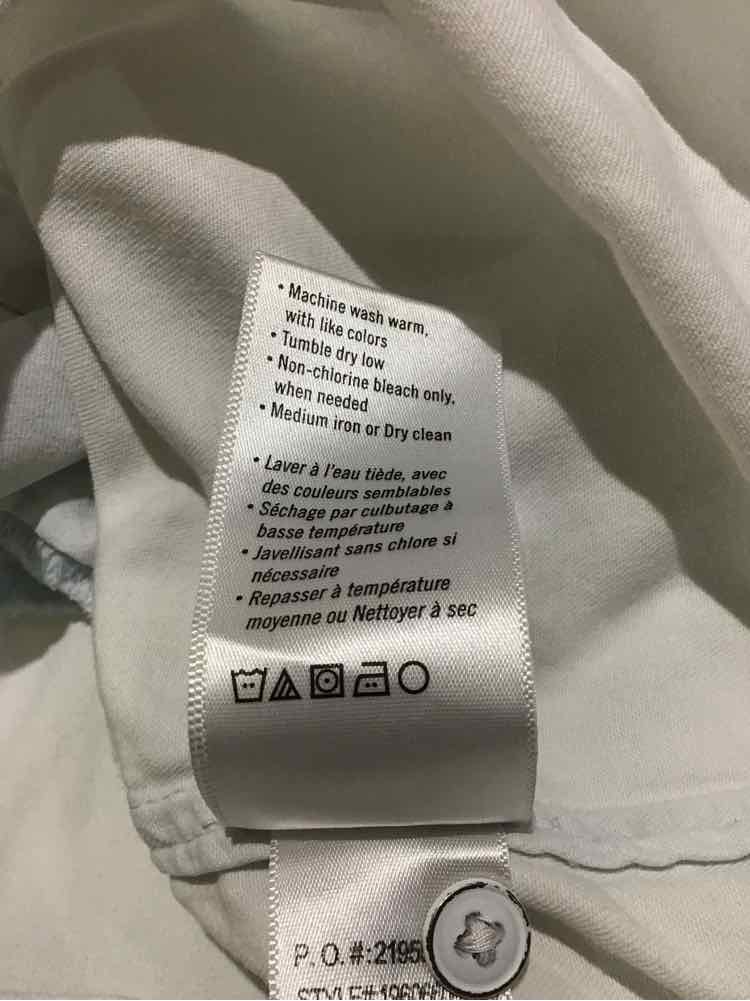 • Machine wash warm,
with like colors
• Tumble dry low
• Non-chlorine bleach only,
when needed
• Medium iron or Dry clean
• Laver à l'eau tiède, avec
des couleurs semblables
• Séchage par culbutage à
basse température
• Javellisant sans chlore si
nécessaire
• Repasser à température
moyenne ou Nettoyer à sec
P.O.#:2195